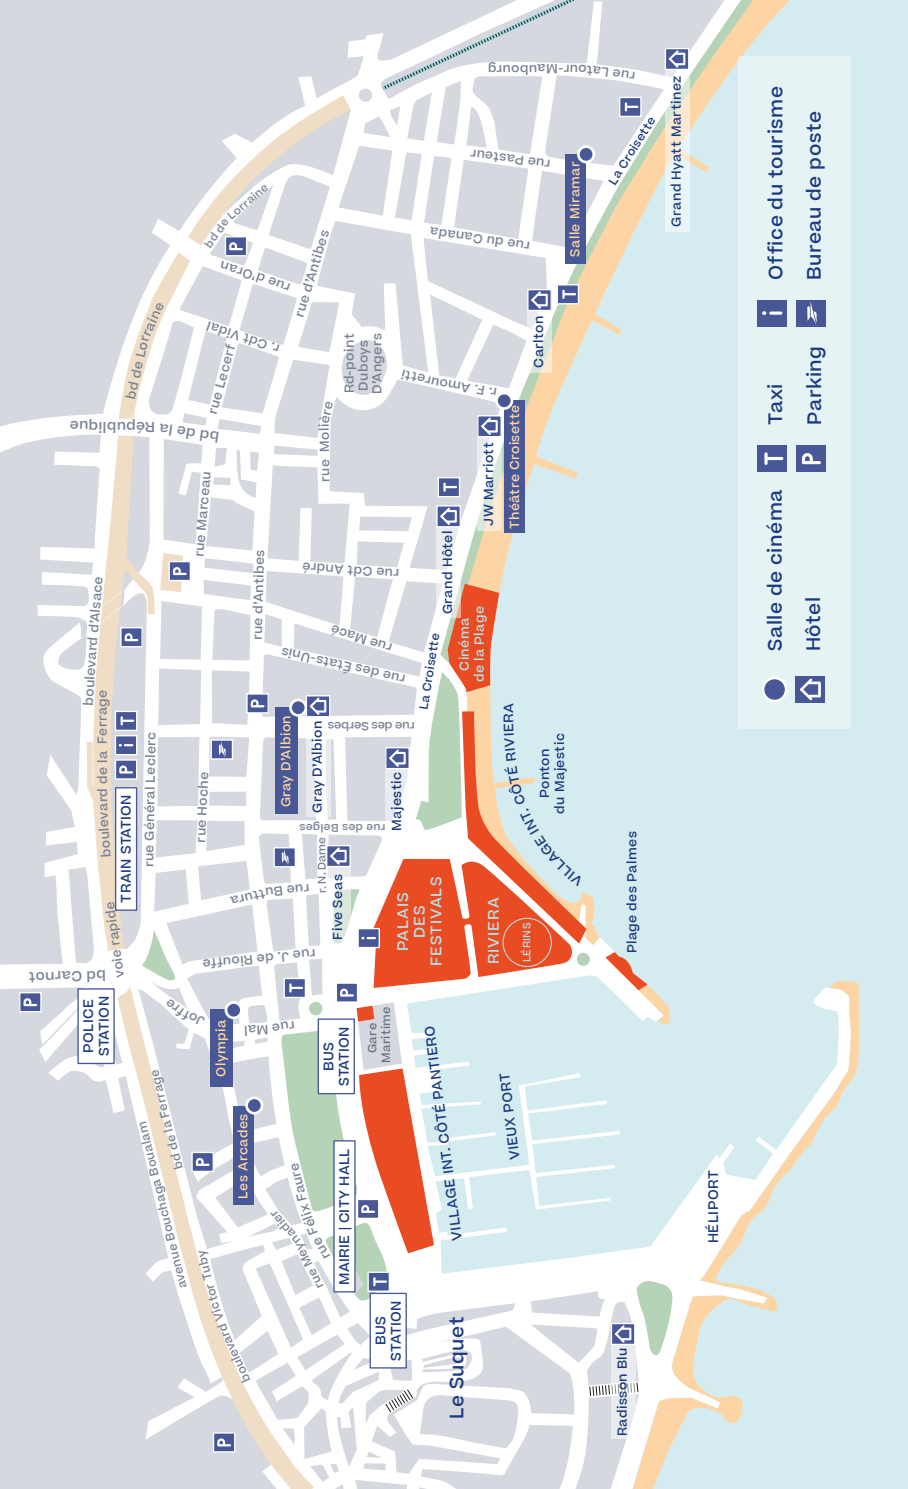 bd Carnot
voie rapide
boulevard de la Ferrage
boulevard d'Alsace
bd de la République
bd de Lorraine
bd de Lorraine
rue d'Oran
r. Cdt Vidal
rue Lecerf
rue Marceau
rue Général Leclerc
rue Hoche
rue d'Antibes
rue d'Antibes
rue Molière
Rd-point
Duboys
D'Angers
rue Latour-Maubourg
rue Pasteur
rue du Canada
r. F. Amouretti
rue Cdt André
rue Macé
rue des États-Unis
rue des Serbes
rue des Belges
r. N. Dame
rue Buttura
rue J. de Riouffe
rue Mal
Joffre
bd de la Ferrage
avenue Bouchaga Boualam
boulevard Victor Tuby
rue Meynadier
rue Félix Faure
La Croisette
La Croisette
POLICE
STATION
TRAIN STATION
P
i
T
P
P
P
P
P
P
P
P
P
T
T
T
T
T
i
BUS
STATION
MAIRIE | CITY HALL
BUS
STATION
Olympia
Les Arcades
Gray D'Albion
Gray D'Albion
Majestic
Five Seas
Grand Hôtel
JW Marriott
Théâtre Croisette
Carlton
Salle Miramar
Grand Hyatt Martinez
Radisson Blu
Cinéma
de la Plage
PALAIS
DES
FESTIVALS
RIVIERA
LÉRINS
Gare
Maritime
VILLAGE INT. CÔTÉ RIVIERA
VILLAGE INT. CÔTÉ PANTIERO
Ponton
du Majestic
Plage des Palmes
VIEUX PORT
HÉLIPORT
Le Suquet
Salle de cinéma
T
Taxi
i
Office du tourisme
Hôtel
P
Parking
Bureau de poste